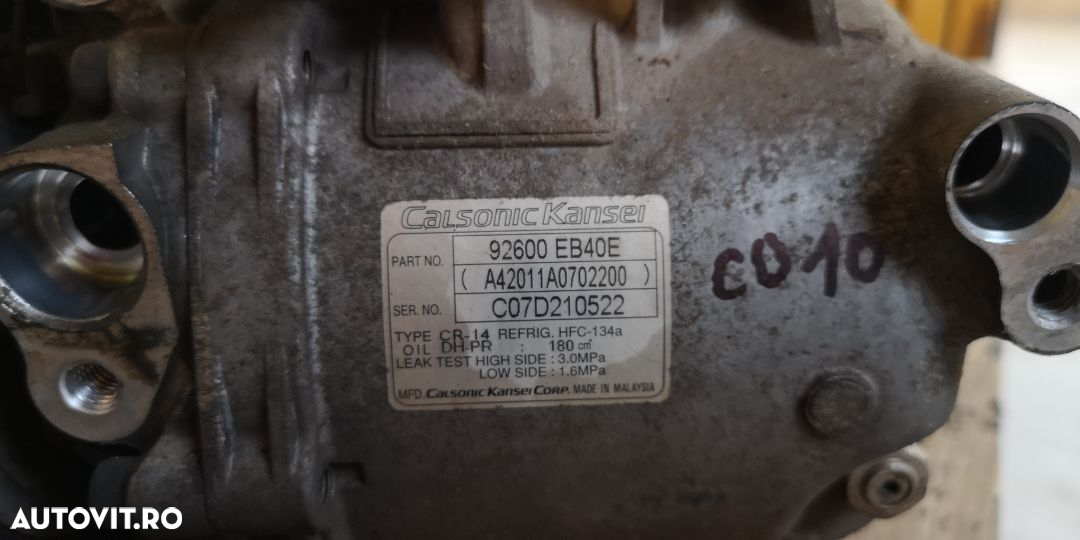 Calsonic Kansei
PART NO. 92600 EB40E
( A42011A0702200 )
SER. NO. C07D210522
TYPE CR-14 REFRIG. HFC-134a
OIL DH-PR : 180 cm³
LEAK TEST HIGH SIDE : 3.0MPa
LOW SIDE : 1.6MPa
MFD. Calsonic Kansei Corp. MADE IN MALAYSIA
CD10
AUTOVIT.RO